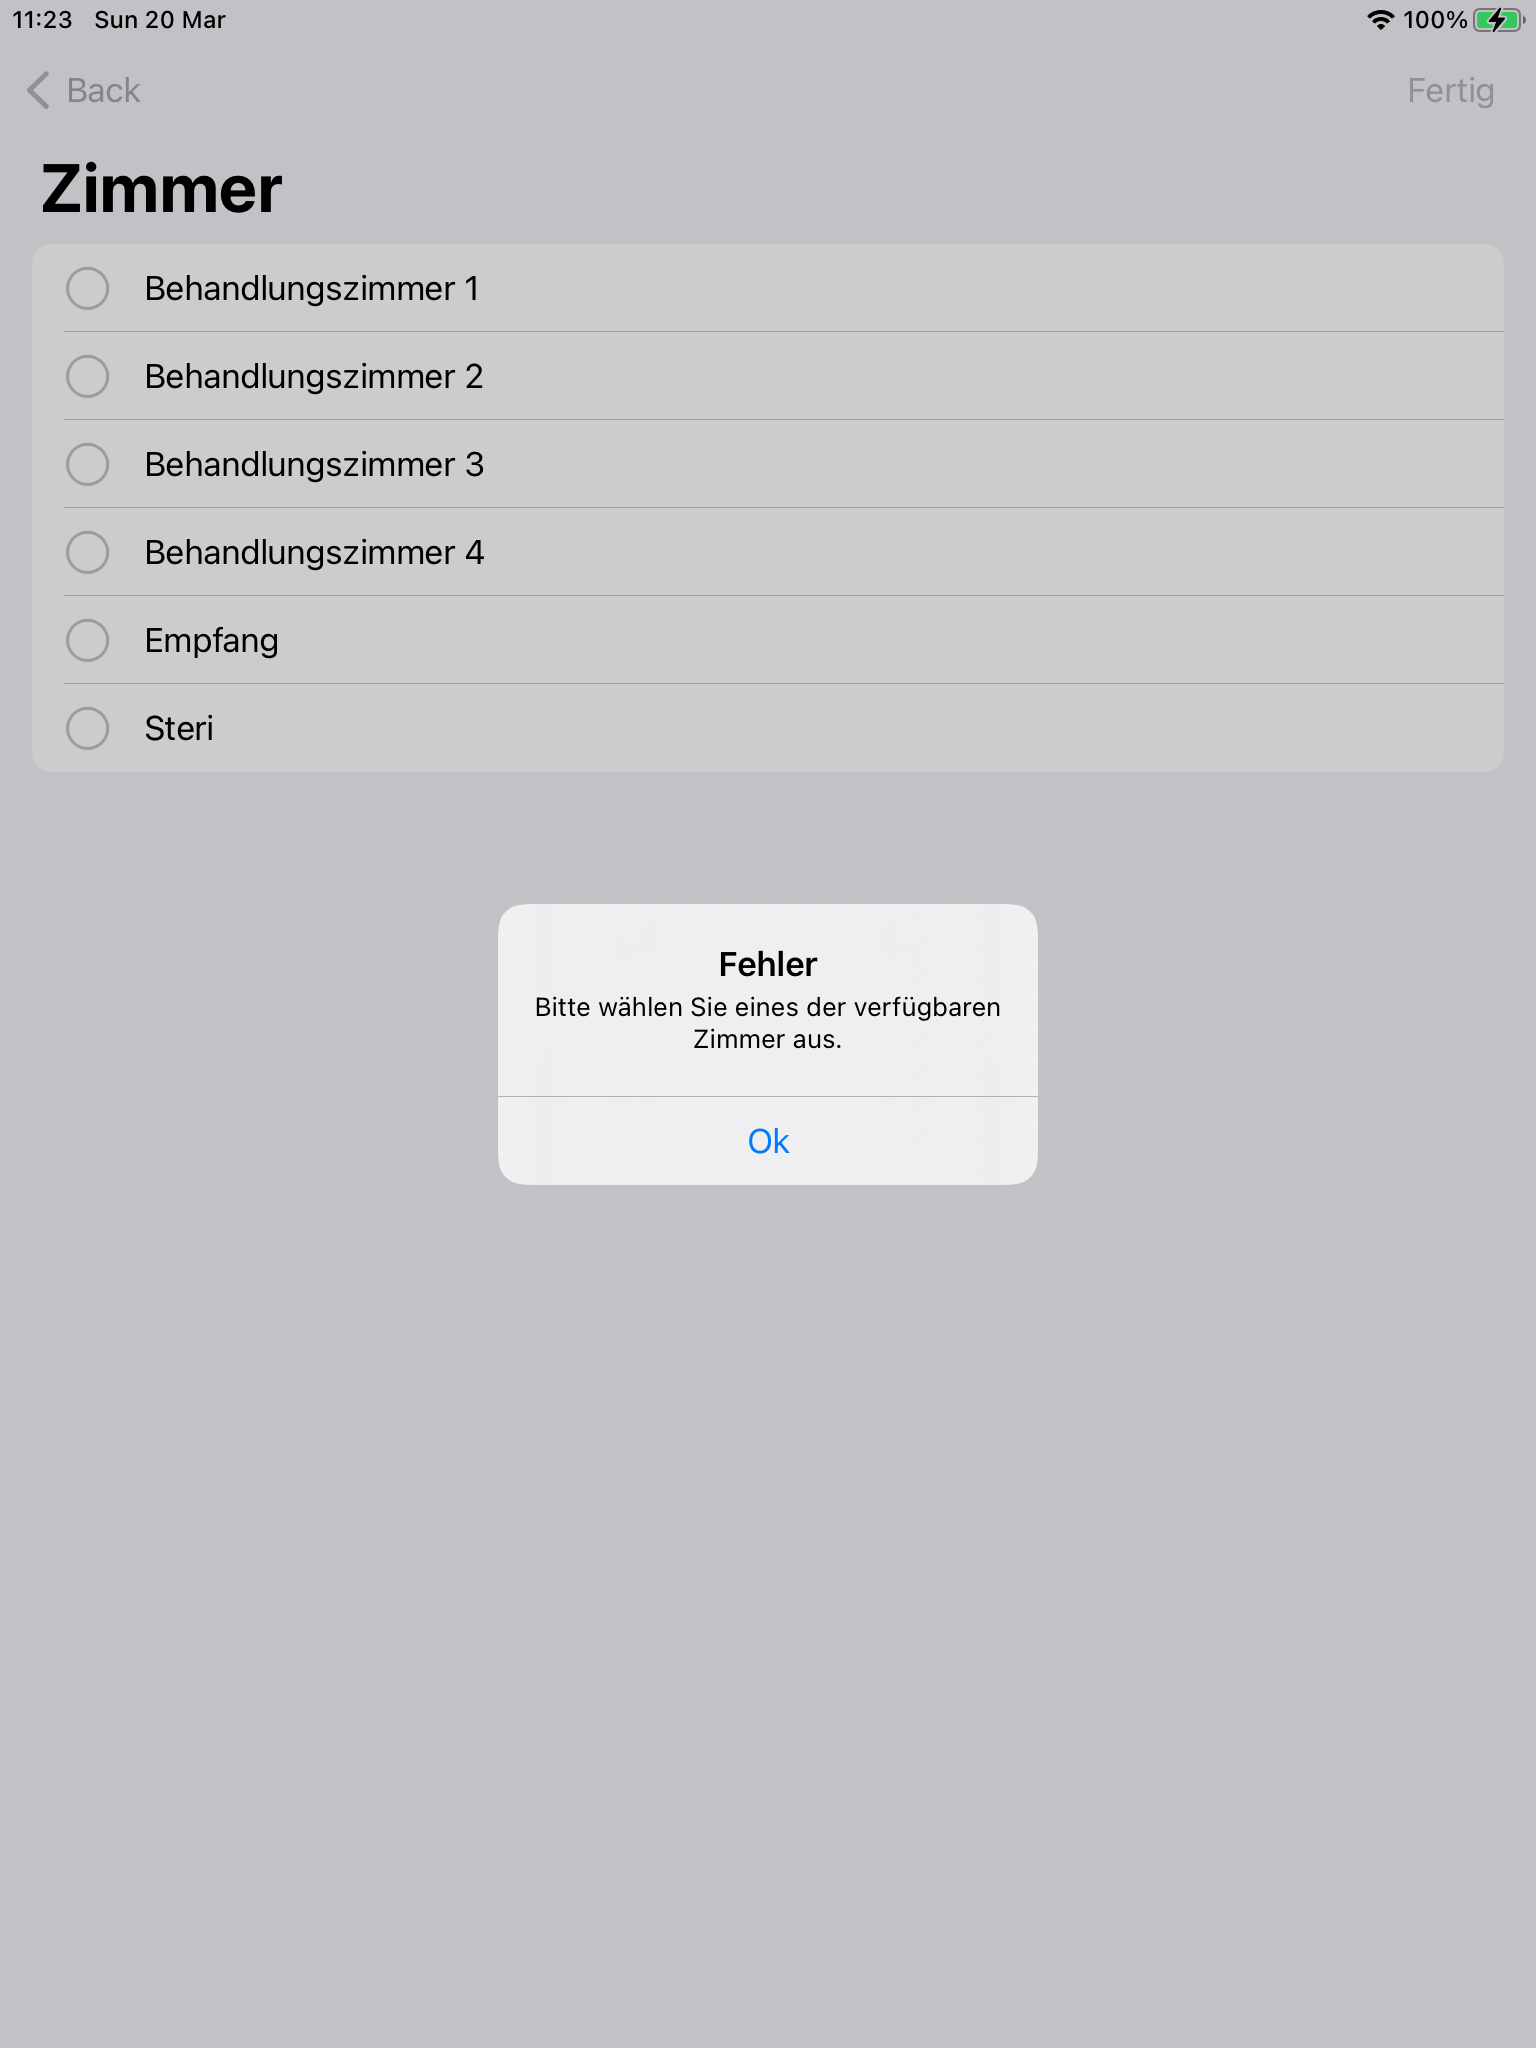 11:23 Sun 20 Mar 100%
Back Fertig
Zimmer
Behandlungszimmer 1
Behandlungszimmer 2
Behandlungszimmer 3
Behandlungszimmer 4
Empfang
Steri
Fehler
Bitte wählen Sie eines der verfügbaren
Zimmer aus.
Ok